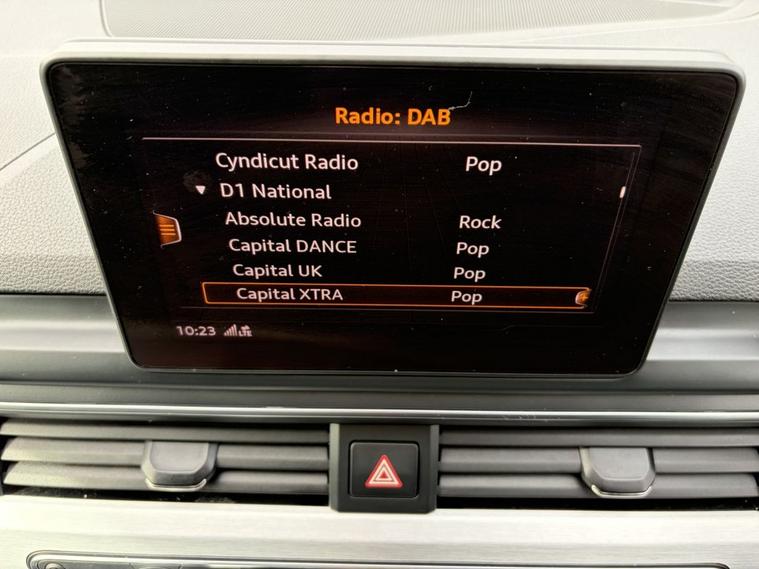 Radio: DAB
Cyndicut Radio Pop
D1 National
Absolute Radio Rock
Capital DANCE Pop
Capital UK Pop
Capital XTRA Pop
10:23 LTE